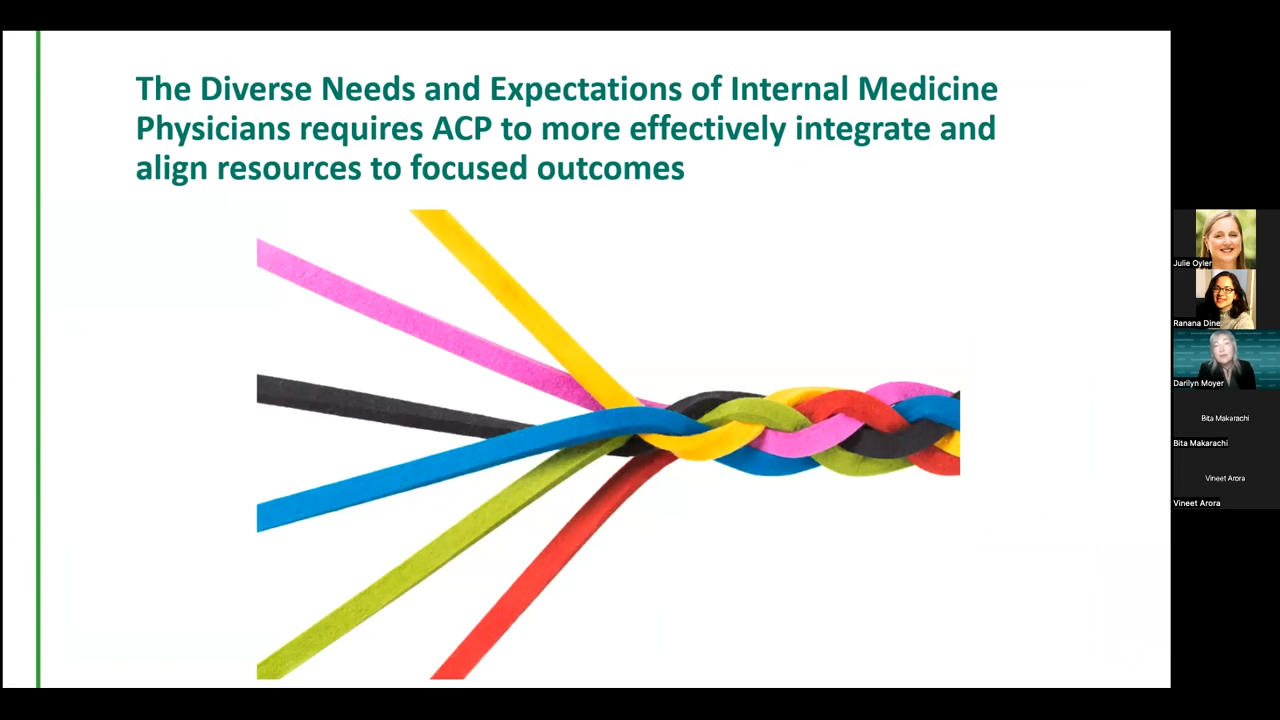 The Diverse Needs and Expectations of Internal Medicine
Physicians requires ACP to more effectively integrate and
align resources to focused outcomes
Julie Oyler
Ranana Dine
Darilyn Moyer
Bita Makarachi
Bita Makarachi
Vineet Arora
Vineet Arora